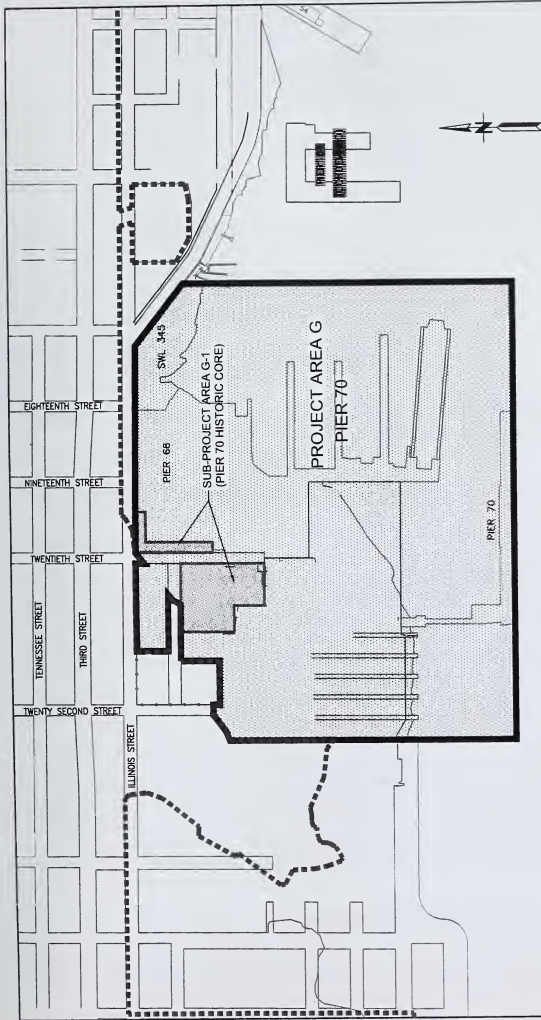 54
EIGHTEENTH STREET
NINETEENTH STREET
TWENTIETH STREET
TWENTY SECOND STREET
TENNESSEE STREET
THIRD STREET
ILLINOIS STREET
SWL 345
PIER 68
SUB-PROJECT AREA G-1
(PIER 70 HISTORIC CORE)
PROJECT AREA G
PIER 70
PIER 70
N